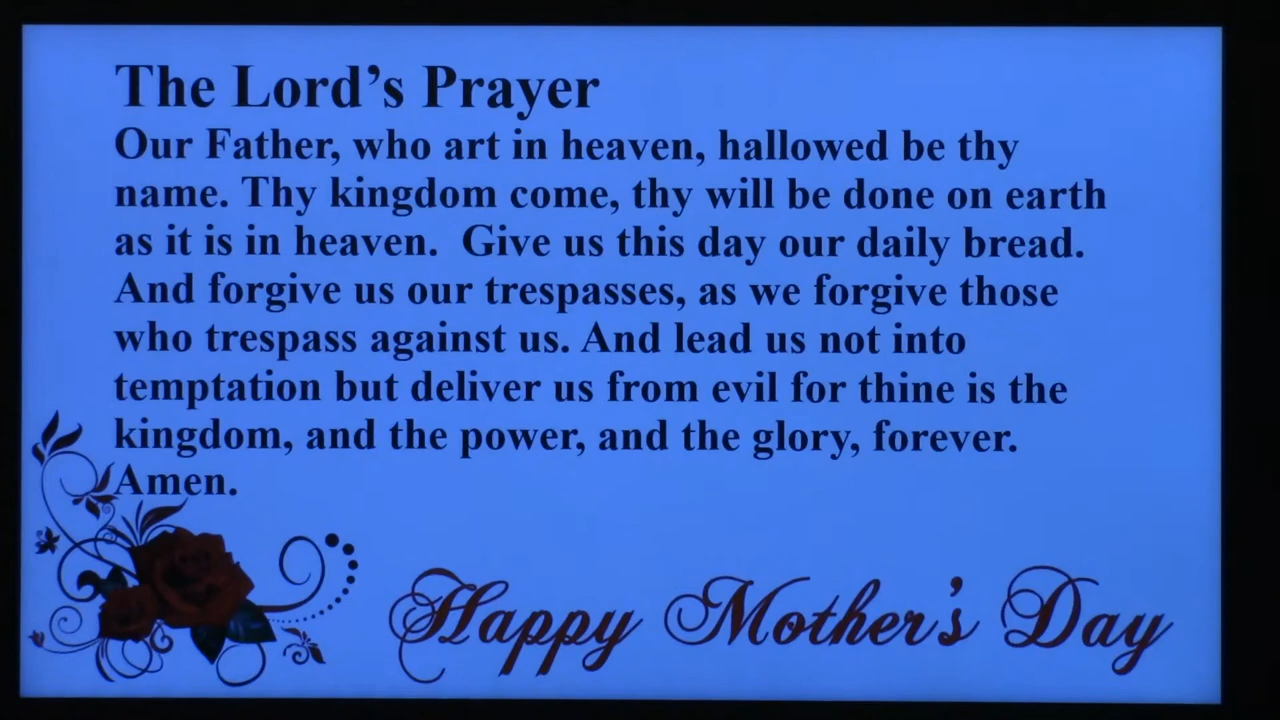 The Lord’s Prayer
Our Father, who art in heaven, hallowed be thy
name. Thy kingdom come, thy will be done on earth
as it is in heaven.  Give us this day our daily bread.
And forgive us our trespasses, as we forgive those
who trespass against us. And lead us not into
temptation but deliver us from evil for thine is the
kingdom, and the power, and the glory, forever.
Amen.
Happy Mother's Day